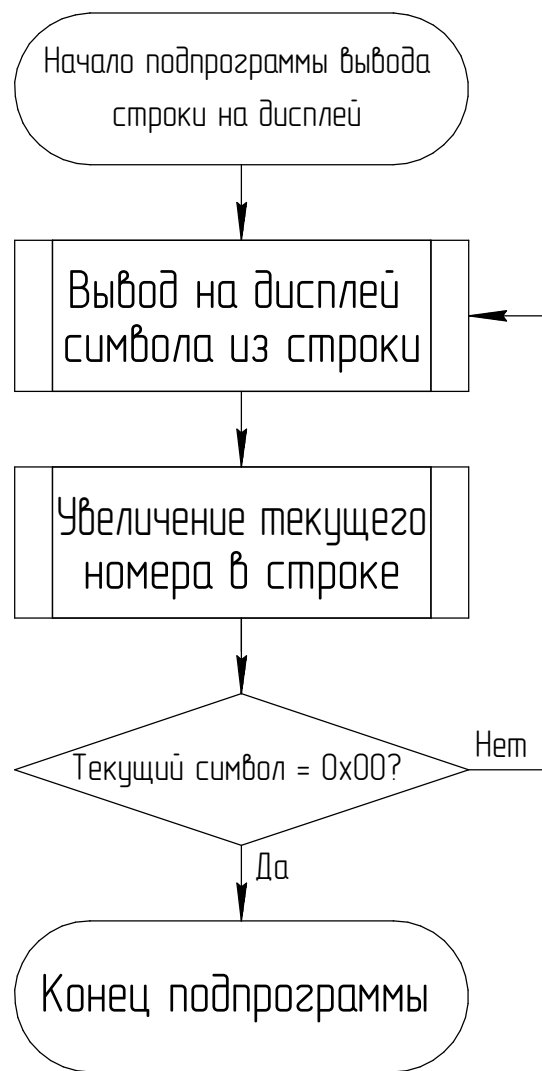 Начало подпрограммы вывода
строки на дисплей
Вывод на дисплей
символа из строки
Увеличение текущего
номера в строке
Текущий символ = 0x00?
Нет
Да
Конец подпрограммы